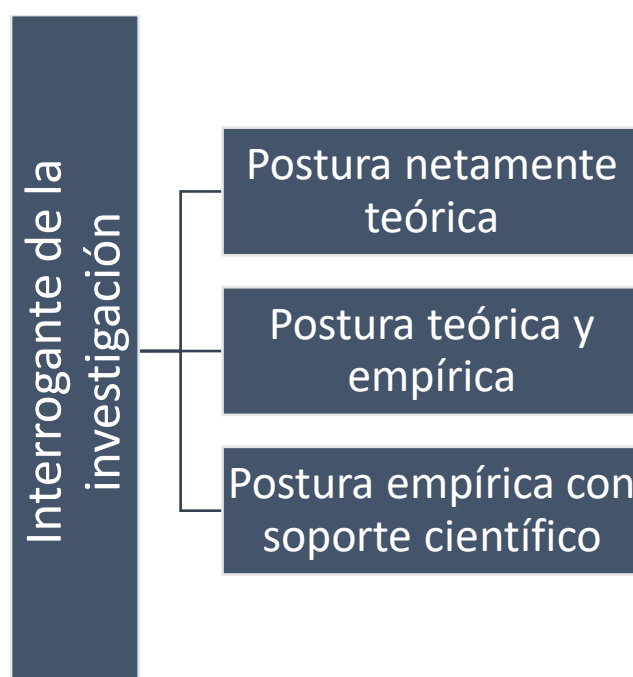 Interrogante de la
investigación
Postura netamente
teórica
Postura teórica y
empírica
Postura empírica con
soporte científico